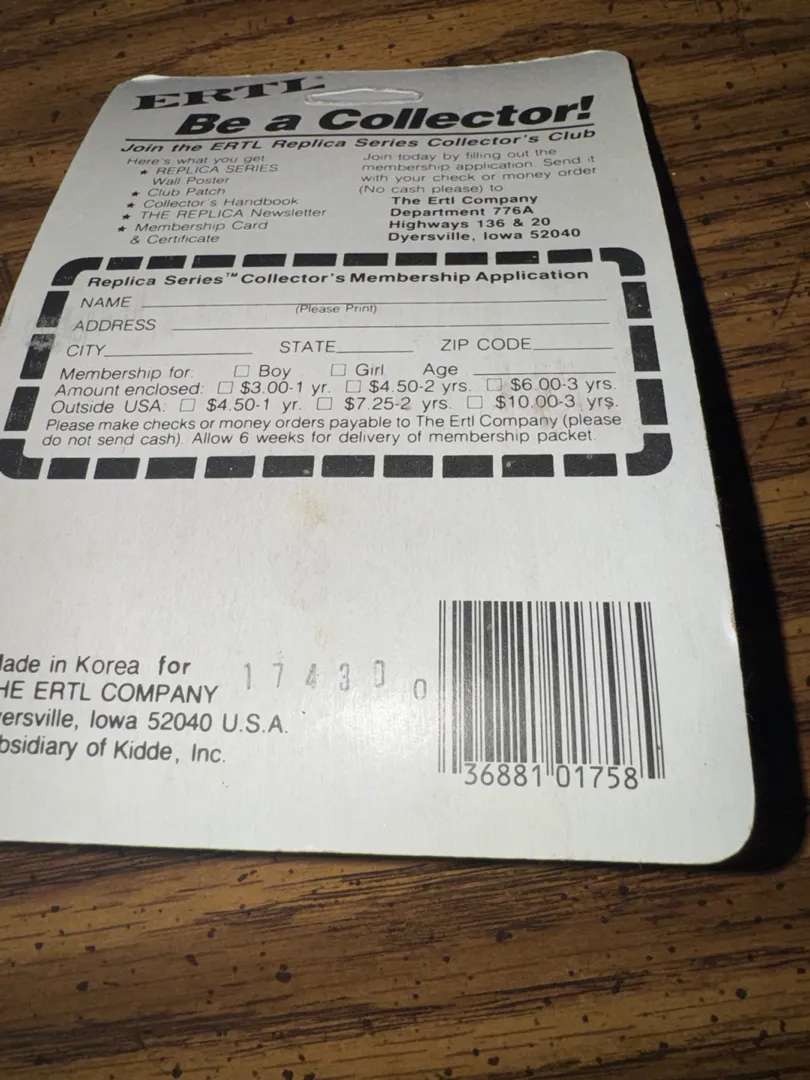 ERTL
Be a Collector!
Join the ERTL Replica Series Collector's Club
Here's what you get
★ REPLICA SERIES
Wall Poster
★ Club Patch
★ Collector's Handbook
★ THE REPLICA Newsletter
★ Membership Card
& Certificate
Join today by filling out the
membership application. Send it
with your check or money order
(No cash please) to
The Ertl Company
Department 776A
Highways 136 & 20
Dyersville, Iowa 52040
Replica Series™ Collector's Membership Application
NAME
(Please Print)
ADDRESS
CITY STATE ZIP CODE
Membership for: ☐ Boy ☐ Girl Age
Amount enclosed: ☐ $3.00-1 yr. ☐ $4.50-2 yrs. ☐ $6.00-3 yrs.
Outside USA: ☐ $4.50-1 yr. ☐ $7.25-2 yrs. ☐ $10.00-3 yrs.
Please make checks or money orders payable to The Ertl Company (please
do not send cash). Allow 6 weeks for delivery of membership packet.
ade in Korea for
HE ERTL COMPANY
ersville, Iowa 52040 U.S.A.
bsidiary of Kidde, Inc.
1743
0 36881 01758